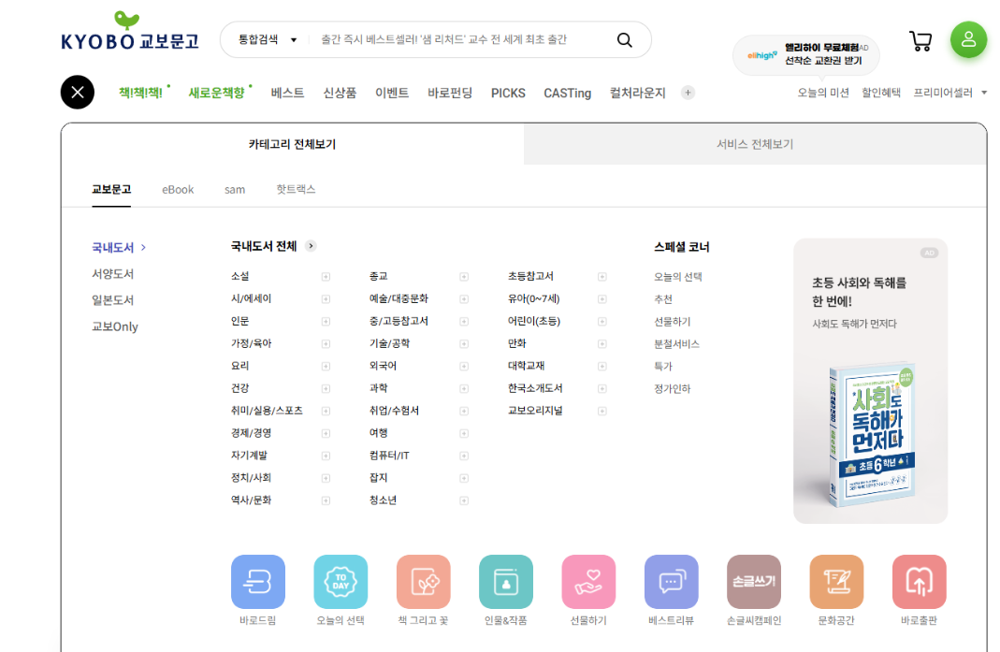 KYOBO 교보문고
통합검색
출간 즉시 베스트셀러! '샘 리처드' 교수 전 세계 최초 출간
elihigh
엘리하이 무료체험AD
선착순 교환권 받기
책!책!책!
새로운책향
베스트
신상품
이벤트
바로펀딩
PICKS
CASTing
컬처라운지
오늘의 미션
할인혜택
프리미어셀러
카테고리 전체보기
서비스 전체보기
교보문고
eBook
sam
핫트랙스
국내도서
서양도서
일본도서
교보Only
국내도서 전체
소설
시/에세이
인문
가정/육아
요리
건강
취미/실용/스포츠
경제/경영
자기계발
정치/사회
역사/문화
종교
예술/대중문화
중/고등참고서
기술/공학
외국어
과학
취업/수험서
여행
컴퓨터/IT
잡지
청소년
초등참고서
유아(0~7세)
어린이(초등)
만화
대학교재
한국소개도서
교보오리지널
스페셜 코너
오늘의 선택
추천
선물하기
분철서비스
특가
정가인하
AD
초등 사회와 독해를
한 번에!
사회도 독해가 먼저다
사회도
독해가
먼저다
초등 6 학년
바로드림
TO
DAY
오늘의 선택
책 그리고 꽃
인물&작품
선물하기
베스트리뷰
손글쓰기!
손글씨캠페인
문화공간
바로출판